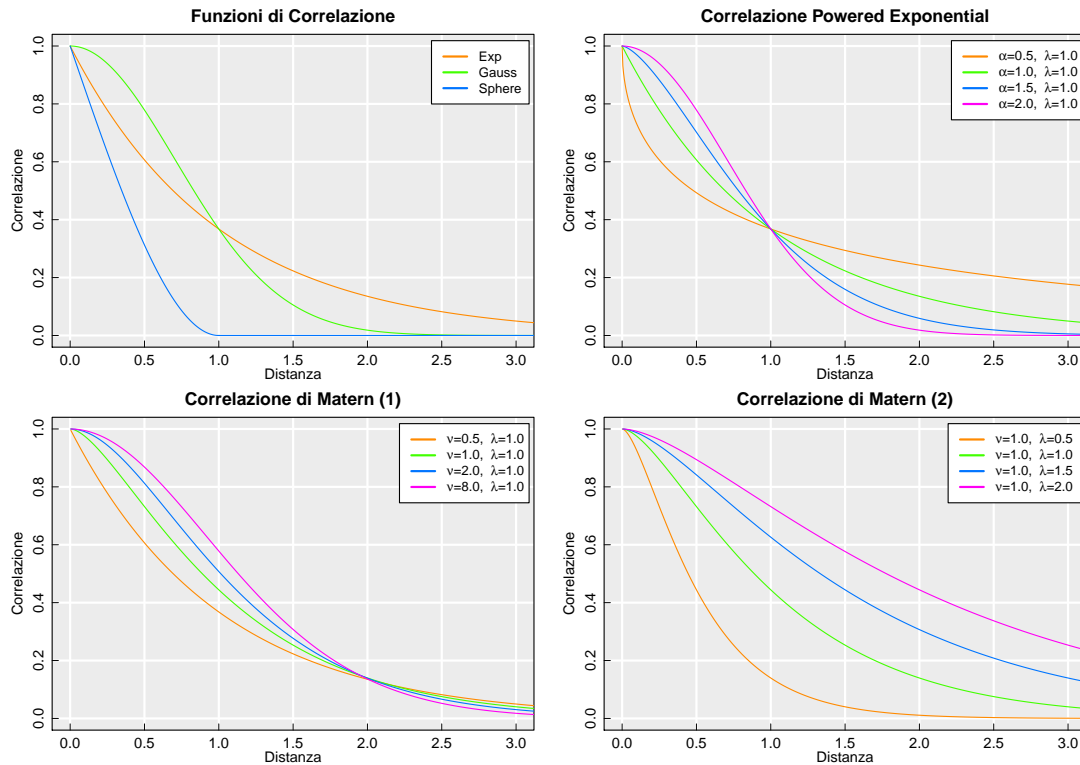 Funzioni di Correlazione
Correlazione
0.0 0.2 0.4 0.6 0.8 1.0
Exp
Gauss
Sphere
0.0 0.5 1.0 1.5 2.0 2.5 3.0
Distanza
Correlazione Powered Exponential
Correlazione
0.0 0.2 0.4 0.6 0.8 1.0
α=0.5, λ=1.0
α=1.0, λ=1.0
α=1.5, λ=1.0
α=2.0, λ=1.0
0.0 0.5 1.0 1.5 2.0 2.5 3.0
Distanza
Correlazione di Matern (1)
Correlazione
0.0 0.2 0.4 0.6 0.8 1.0
ν=0.5, λ=1.0
ν=1.0, λ=1.0
ν=2.0, λ=1.0
ν=8.0, λ=1.0
0.0 0.5 1.0 1.5 2.0 2.5 3.0
Distanza
Correlazione di Matern (2)
Correlazione
0.0 0.2 0.4 0.6 0.8 1.0
ν=1.0, λ=0.5
ν=1.0, λ=1.0
ν=1.0, λ=1.5
ν=1.0, λ=2.0
0.0 0.5 1.0 1.5 2.0 2.5 3.0
Distanza